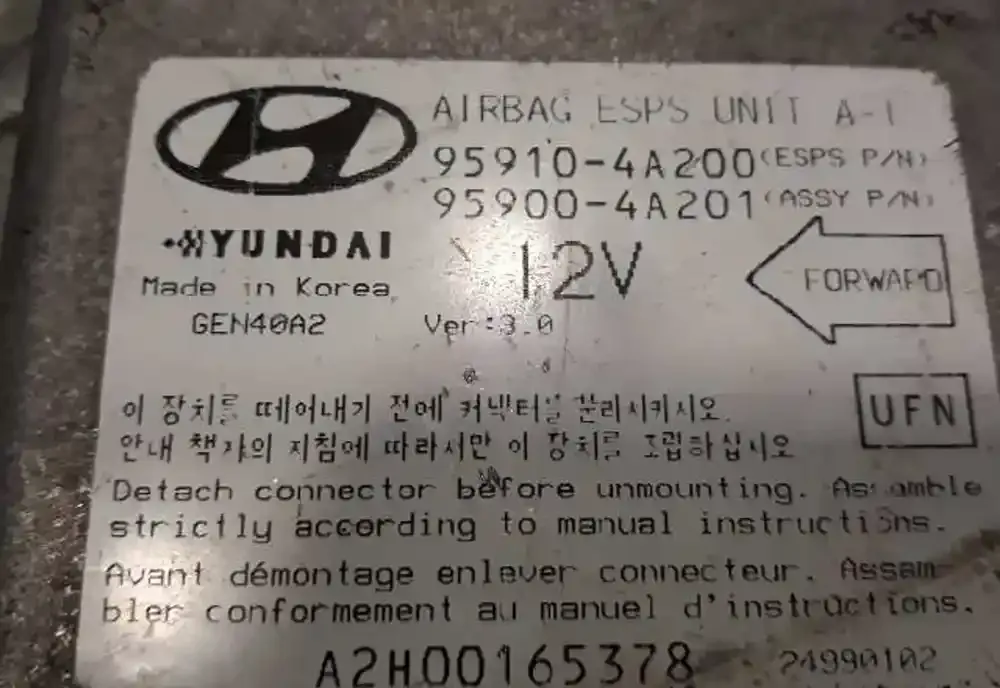 AIRBAG ESPS UNIT A-1
95910-4A200 (ESPS P/N)
95900-4A201 (ASSY P/N)
HYUNDAI
12V
FORWARD
Made in Korea
GEN40A2
Ver:3.0
이 장치를 떼어내기 전에 커넥터를 분리시키시오.
UFN
안내 책자의 지침에 따라서만 이 장치를 조립하십시오
Detach connector before unmounting. Assemble
strictly according to manual instructions.
Avant démontage enlever connecteur. Assam-
bler conformement au manuel d'instructions.
A2H00165378
24990102